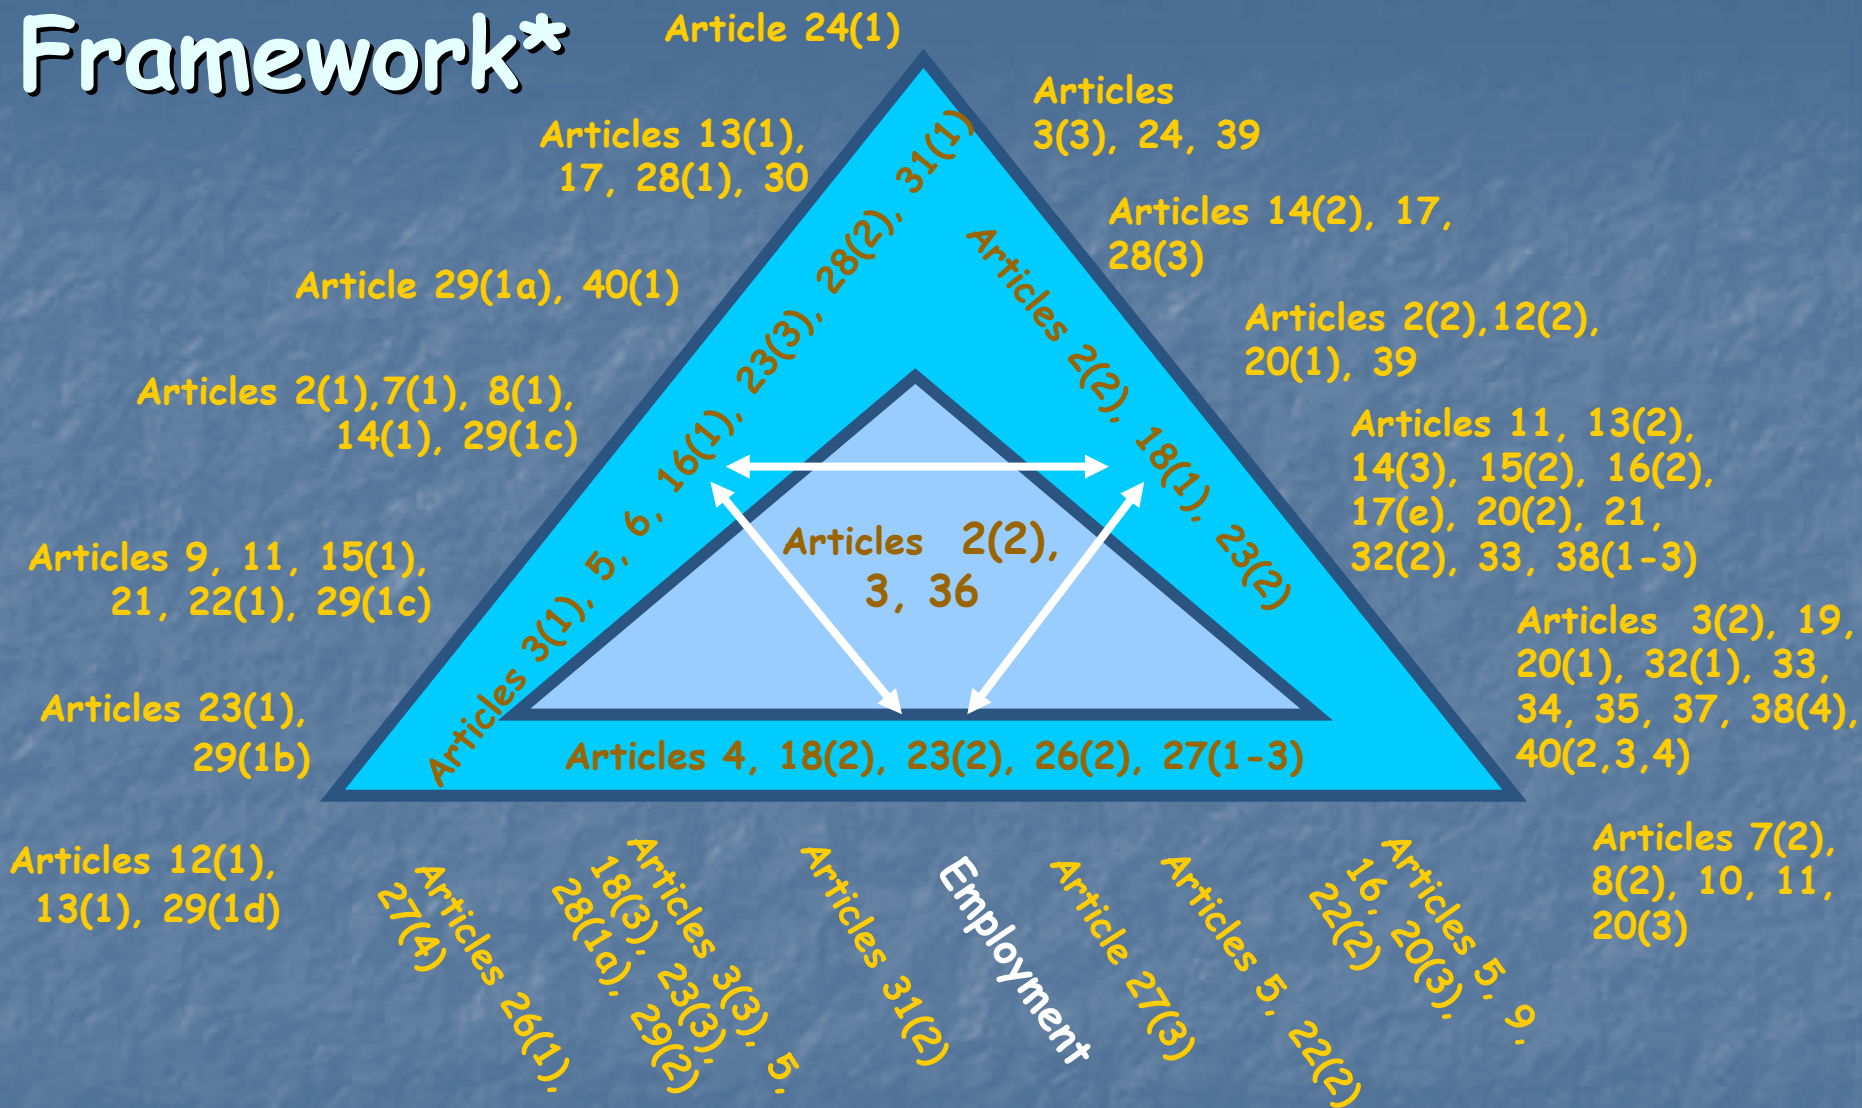 Framework*
Article 24(1)
Articles 13(1),
17, 28(1), 30
Article 29(1a), 40(1)
Articles 2(1),7(1), 8(1),
14(1), 29(1c)
Articles 9, 11, 15(1),
21, 22(1), 29(1c)
Articles 23(1),
29(1b)
Articles 12(1),
13(1), 29(1d)
Articles 3(1), 5, 6, 16(1), 23(3), 28(2), 31(1)
Articles 2(2), 18(1), 23(2)
Articles 2(2),
3, 36
Articles 4, 18(2), 23(2), 26(2), 27(1-3)
Articles
3(3), 24, 39
Articles 14(2), 17,
28(3)
Articles 2(2),12(2),
20(1), 39
Articles 11, 13(2),
14(3), 15(2), 16(2),
17(e), 20(2), 21,
32(2), 33, 38(1-3)
Articles 3(2), 19,
20(1), 32(1), 33,
34, 35, 37, 38(4),
40(2,3,4)
Articles 7(2),
8(2), 10, 11,
20(3)
Articles 26(1),
27(4)
Articles 3(3), 5,
18(3), 23(3),
28(1a), 29(2)
Articles 31(2)
Employment
Article 27(3)
Articles 5, 22(2)
Articles 5, 9,
16, 20(3),
22(2)